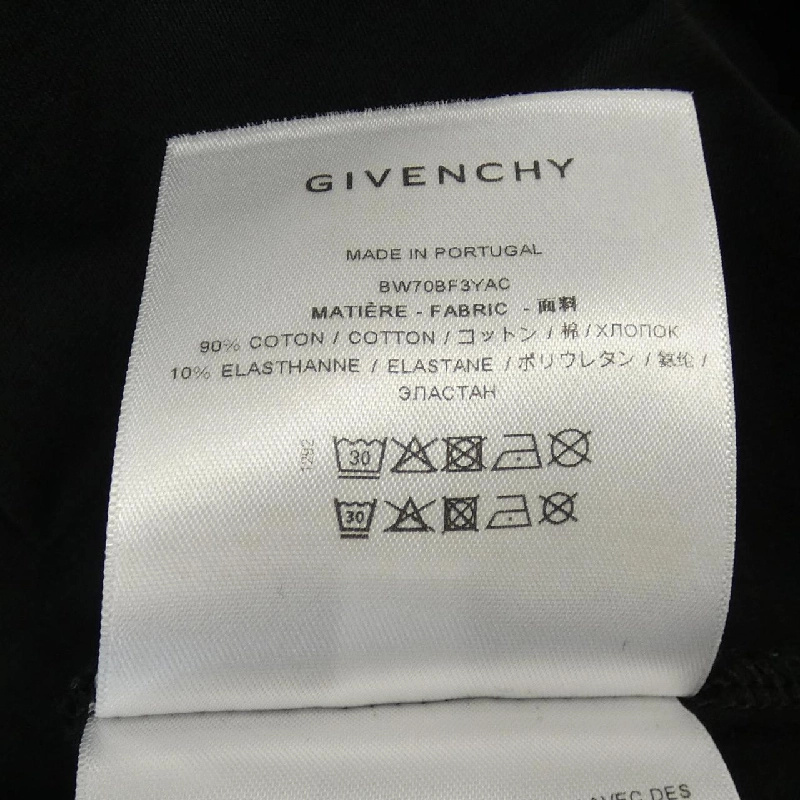 GIVENCHY
MADE IN PORTUGAL
BW70BF3YAC
MATIÈRE - FABRIC - 面料
90% COTON / COTTON / コットン / 棉 / ХЛОПОК
10% ELASTHANNE / ELASTANE / ポリウレタン / 氨纶 /
ЭЛАСТАН
1292
30
30
AVEC DES